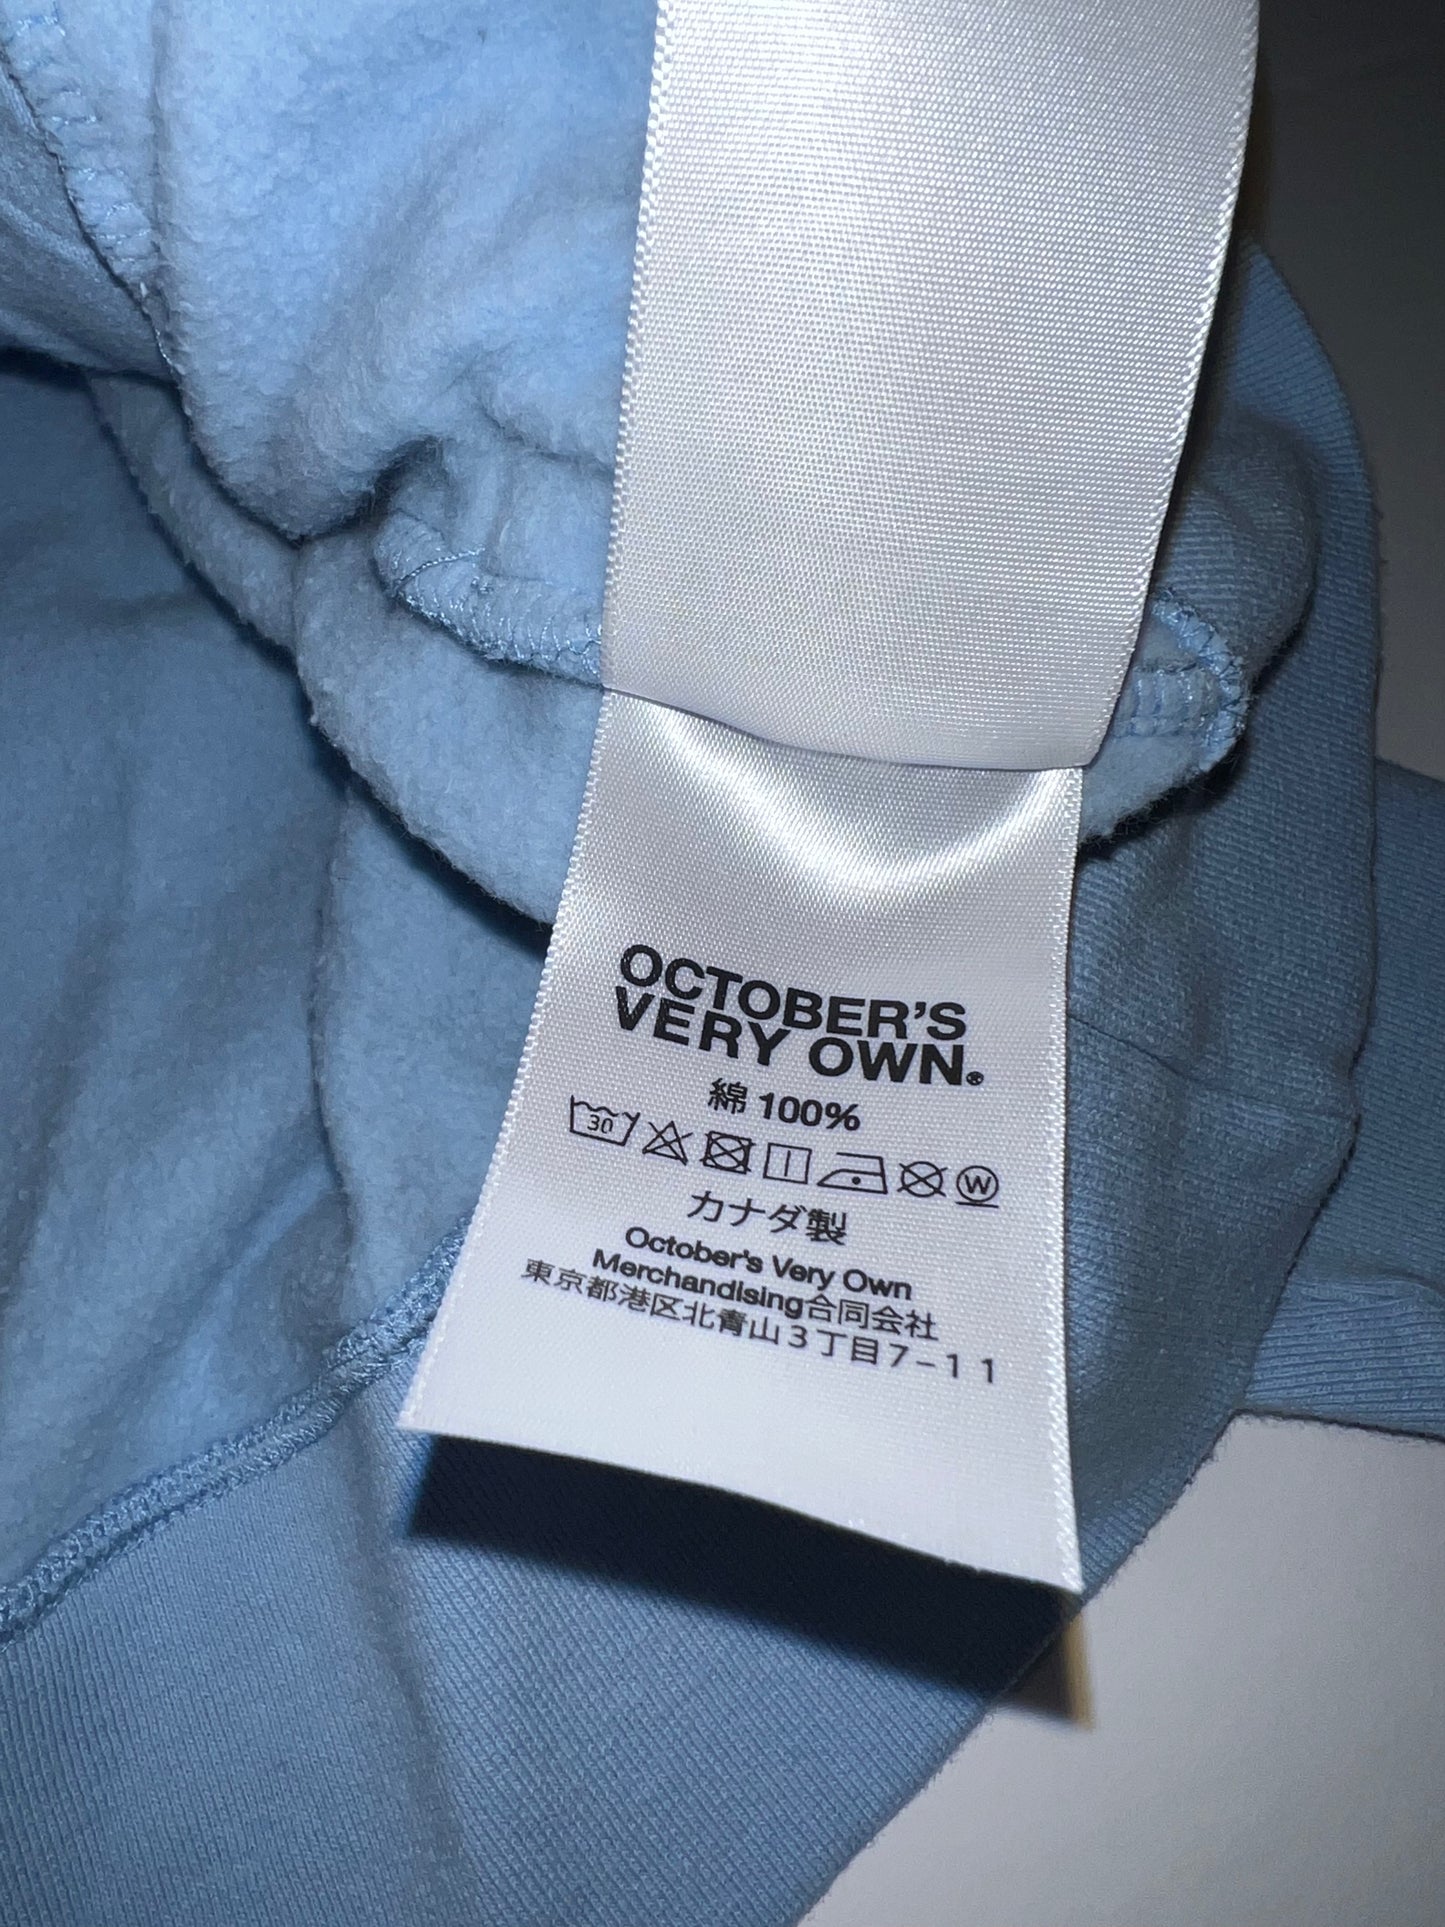 OCTOBER'S
VERY OWN.®
綿 100%
30 W
カナダ製
October's Very Own
Merchandising合同会社
東京都港区北青山3丁目7-11